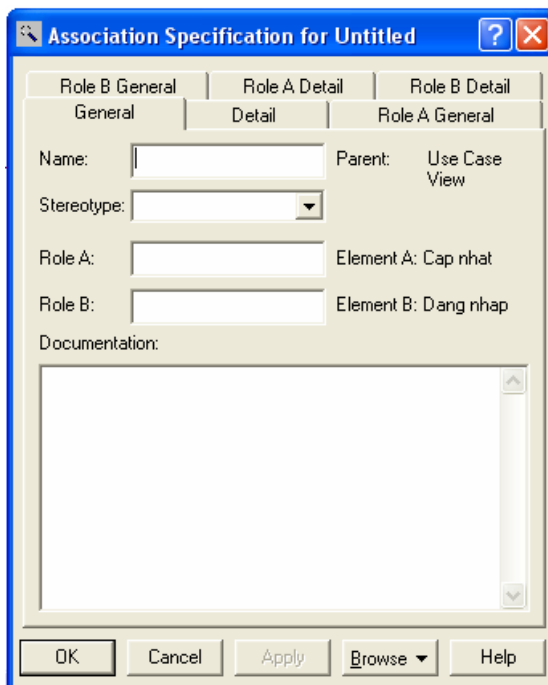 Association Specification for Untitled
Role B General Role A Detail Role B Detail
General Detail Role A General
Name: Parent: Use Case
View
Stereotype:
Role A: Element A: Cap nhat
Role B: Element B: Dang nhap
Documentation:
OK Cancel Apply Browse Help